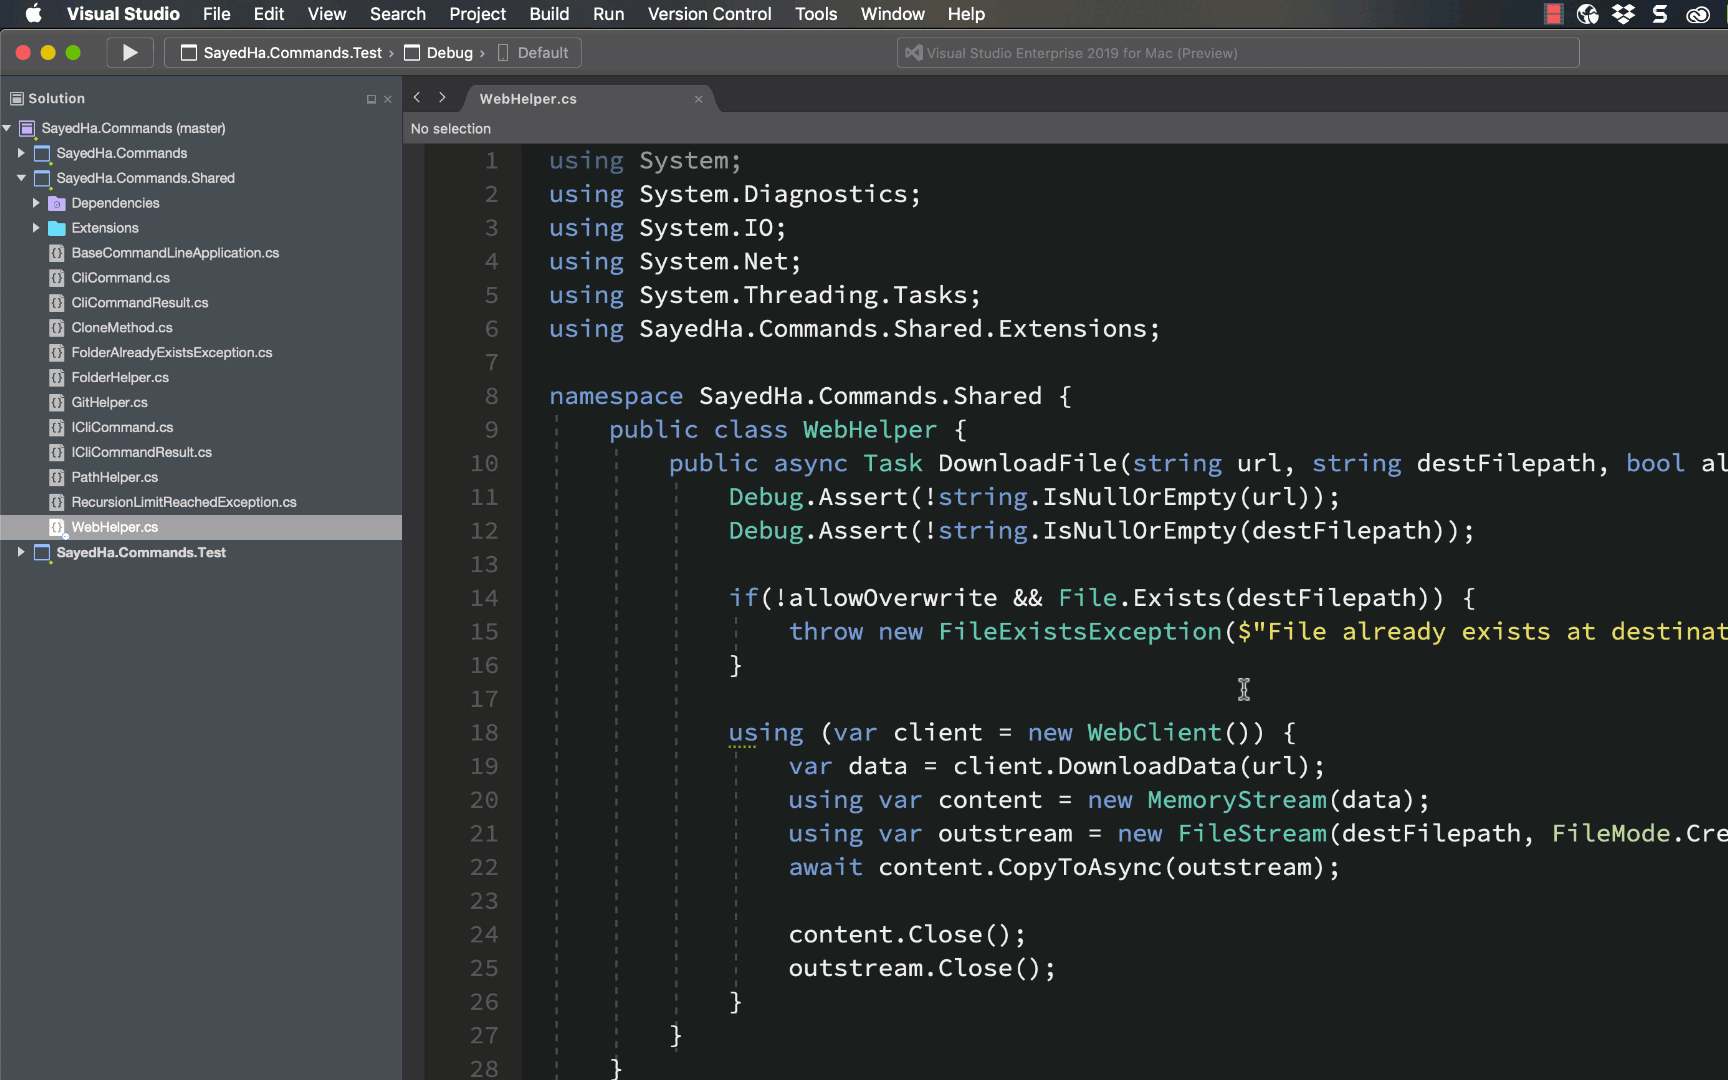 Visual Studio File Edit View Search Project Build Run Version Control Tools Window Help
SayedHa.Commands.Test › Debug › Default
Visual Studio Enterprise 2019 for Mac (Preview)
Solution
SayedHa.Commands (master)
SayedHa.Commands
SayedHa.Commands.Shared
Dependencies
Extensions
BaseCommandLineApplication.cs
CliCommand.cs
CliCommandResult.cs
CloneMethod.cs
FolderAlreadyExistsException.cs
FolderHelper.cs
GitHelper.cs
ICliCommand.cs
ICliCommandResult.cs
PathHelper.cs
RecursionLimitReachedException.cs
WebHelper.cs
SayedHa.Commands.Test
WebHelper.cs
No selection
1 using System;
2 using System.Diagnostics;
3 using System.IO;
4 using System.Net;
5 using System.Threading.Tasks;
6 using SayedHa.Commands.Shared.Extensions;
7
8 namespace SayedHa.Commands.Shared {
9 public class WebHelper {
10 public async Task DownloadFile(string url, string destFilepath, bool al
11 Debug.Assert(!string.IsNullOrEmpty(url));
12 Debug.Assert(!string.IsNullOrEmpty(destFilepath));
13
14 if(!allowOverwrite && File.Exists(destFilepath)) {
15 throw new FileExistsException($"File already exists at destinat
16 }
17
18 using (var client = new WebClient()) {
19 var data = client.DownloadData(url);
20 using var content = new MemoryStream(data);
21 using var outstream = new FileStream(destFilepath, FileMode.Cre
22 await content.CopyToAsync(outstream);
23
24 content.Close();
25 outstream.Close();
26 }
27 }
28 }